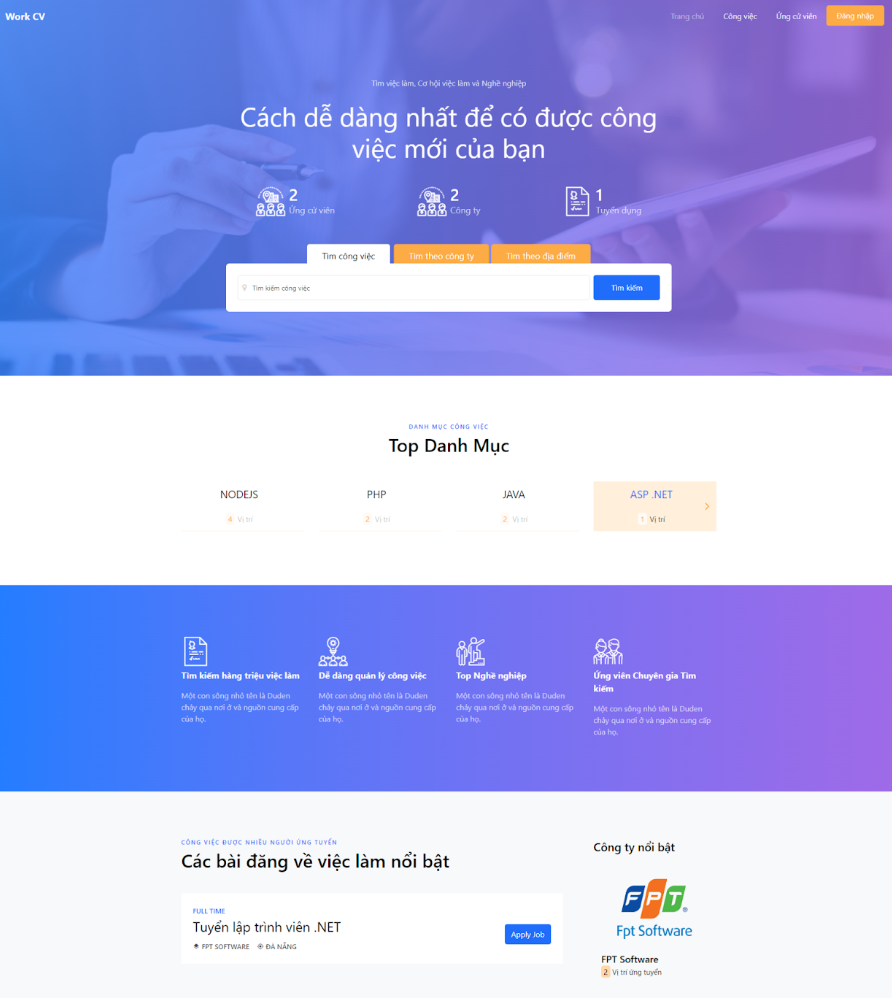 Work CV
Trang chủ
Công việc
Ứng cử viên
Đăng nhập
Tìm việc làm, Cơ hội việc làm và Nghề nghiệp
Cách dễ dàng nhất để có được công
việc mới của bạn
2
Ứng cử viên
2
Công ty
1
Tuyển dụng
Tìm công việc
Tìm theo công ty
Tìm theo địa điểm
Tìm kiếm công việc
Tìm kiếm
DANH MỤC CÔNG VIỆC
Top Danh Mục
NODEJS
4 Vị trí
PHP
2 Vị trí
JAVA
2 Vị trí
ASP .NET
1 Vị trí
Tìm kiếm hàng triệu việc làm
Một con sông nhỏ tên là Duden
chảy qua nơi ở và nguồn cung cấp
của họ.
Dễ dàng quản lý công việc
Một con sông nhỏ tên là Duden
chảy qua nơi ở và nguồn cung cấp
của họ.
Top Nghề nghiệp
Một con sông nhỏ tên là Duden
chảy qua nơi ở và nguồn cung cấp
của họ.
Ứng viên Chuyên gia Tìm
kiếm
Một con sông nhỏ tên là Duden
chảy qua nơi ở và nguồn cung cấp
của họ.
CÔNG VIỆC ĐƯỢC NHIỀU NGƯỜI ỨNG TUYỂN
Các bài đăng về việc làm nổi bật
FULL TIME
Tuyển lập trình viên .NET
FPT SOFTWARE
ĐÀ NẴNG
Apply Job
Công ty nổi bật
FPT
Fpt Software
FPT Software
2 Vị trí ứng tuyển